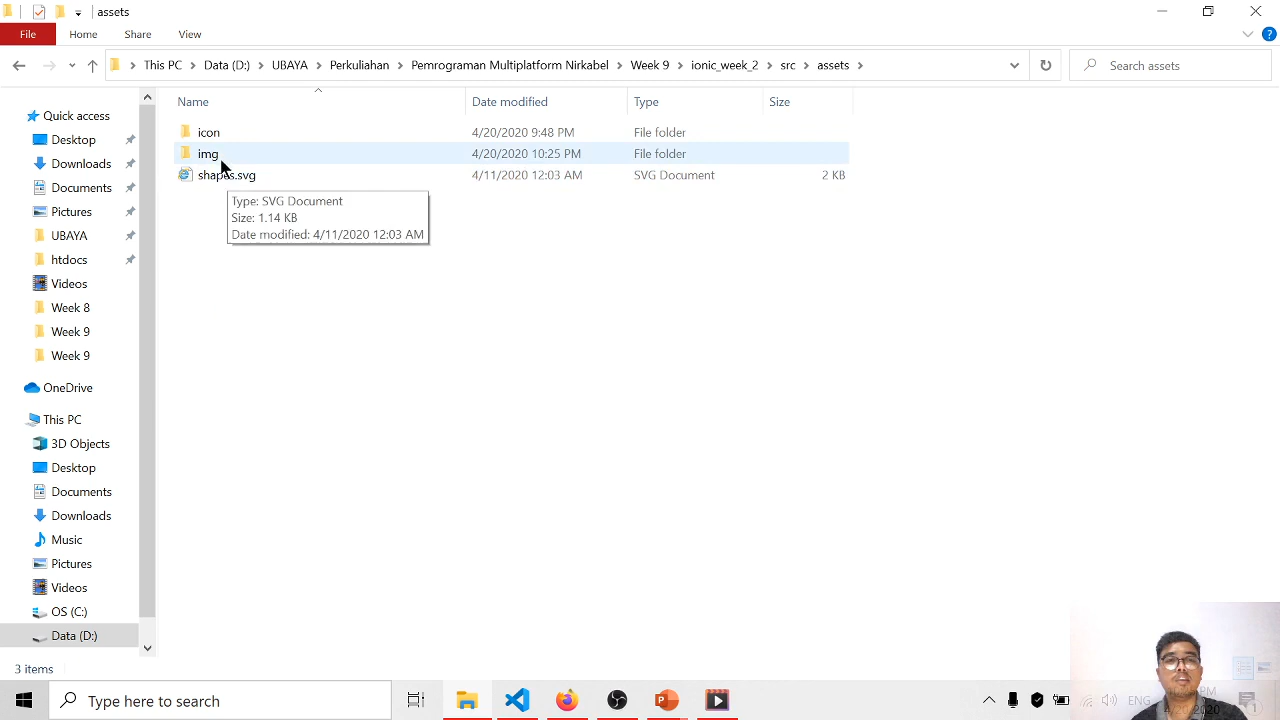 assets
File Home Share View
This PC Data (D:) UBAYA Perkuliahan Pemrograman Multiplatform Nirkabel Week 9 ionic_week_2 src assets
Search assets
Name Date modified Type Size
icon 4/20/2020 9:48 PM File folder
img 4/20/2020 10:25 PM File folder
shapes.svg 4/11/2020 12:03 AM SVG Document 2 KB
Type: SVG Document
Size: 1.14 KB
Date modified: 4/11/2020 12:03 AM
Quick access
Desktop
Downloads
Documents
Pictures
UBAYA
htdocs
Videos
Week 8
Week 9
Week 9
OneDrive
This PC
3D Objects
Desktop
Documents
Downloads
Music
Pictures
Videos
OS (C:)
Data (D:)
3 items
Type here to search
ENG